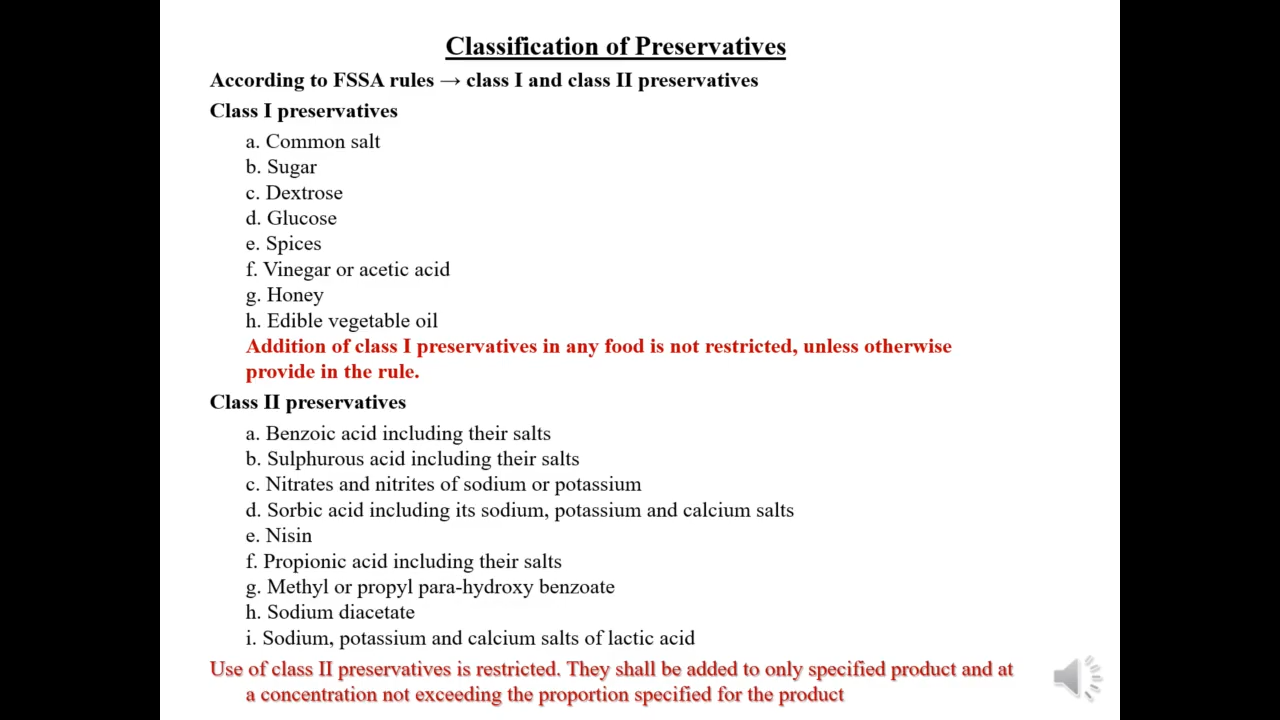 Classification of Preservatives
According to FSSA rules → class I and class II preservatives
Class I preservatives
a. Common salt
b. Sugar
c. Dextrose
d. Glucose
e. Spices
f. Vinegar or acetic acid
g. Honey
h. Edible vegetable oil
Addition of class I preservatives in any food is not restricted, unless otherwise
provide in the rule.
Class II preservatives
a. Benzoic acid including their salts
b. Sulphurous acid including their salts
c. Nitrates and nitrites of sodium or potassium
d. Sorbic acid including its sodium, potassium and calcium salts
e. Nisin
f. Propionic acid including their salts
g. Methyl or propyl para-hydroxy benzoate
h. Sodium diacetate
i. Sodium, potassium and calcium salts of lactic acid
Use of class II preservatives is restricted. They shall be added to only specified product and at
a concentration not exceeding the proportion specified for the product